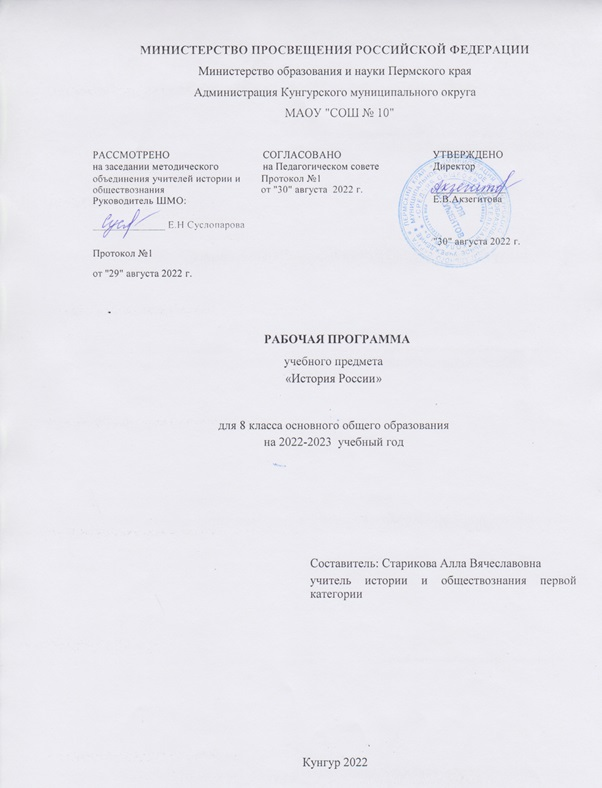 МИНИСТЕРСТВО ПРОСВЕЩЕНИЯ РОССИЙСКОЙ ФЕДЕРАЦИИ
Министерство образования и науки Пермского края
Администрация Кунгурского муниципального округа
МАОУ "СОШ № 10"
РАССМОТРЕНО
на заседании методического
объединения учителей истории и
обществознания
Руководитель ШМО:
Е.Н Суслопарова
Протокол №1
от "29" августа 2022 г.
СОГЛАСОВАНО
на Педагогическом совете
Протокол №1
от "30" августа 2022 г.
УТВЕРЖДЕНО
Директор
Е.В.Акзегитова
"30" августа 2022 г.
РАБОЧАЯ ПРОГРАММА
учебного предмета
«История России»
для 8 класса основного общего образования
на 2022-2023 учебный год
Составитель: Старикова Алла Вячеславовна
учитель истории и обществознания первой
категории
Кунгур 2022